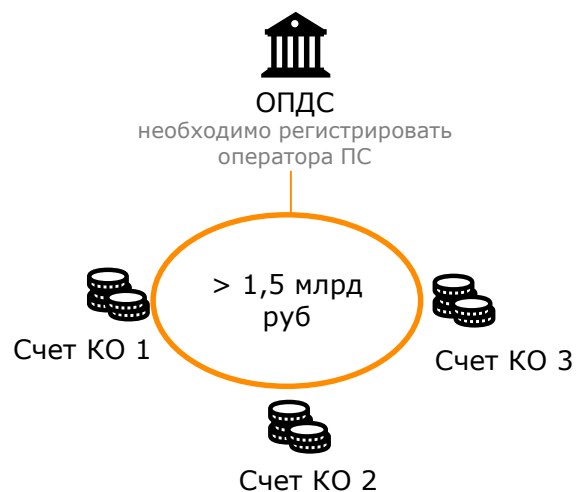 ОПДС
необходимо регистрировать
оператора ПС
> 1,5 млрд
руб
Счет КО 1
Счет КО 3
Счет КО 2